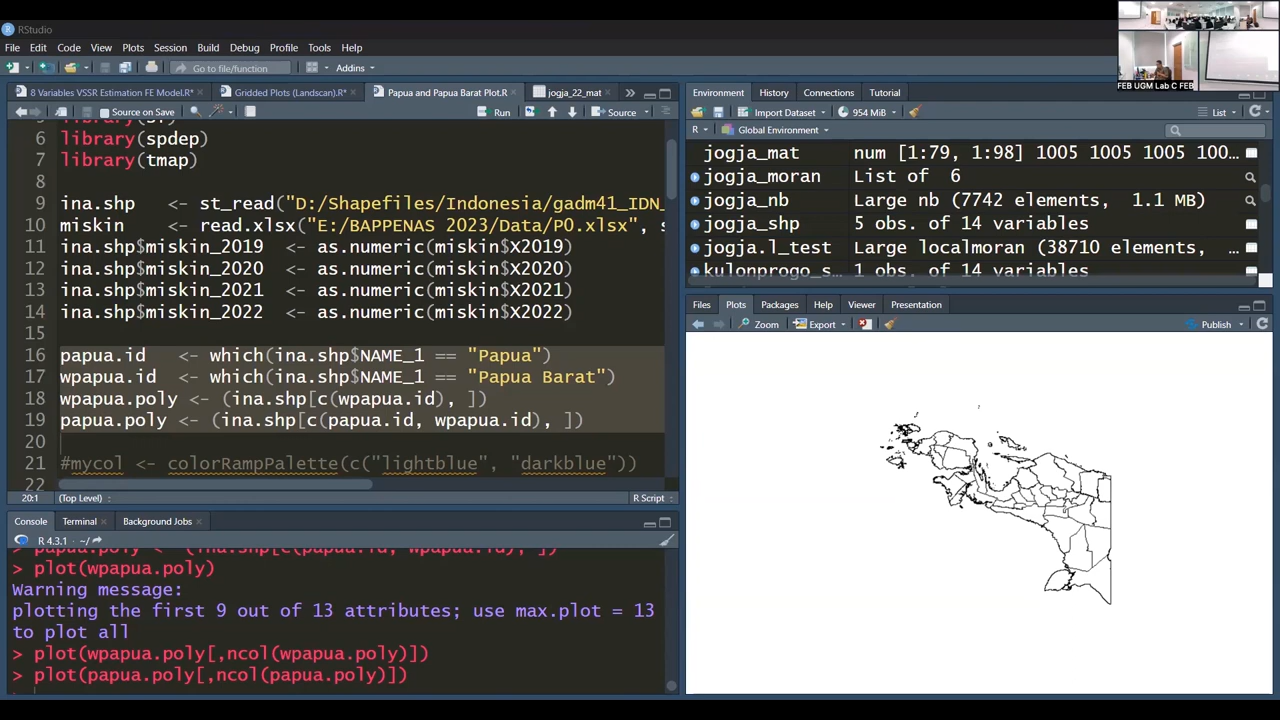 RStudio
File Edit Code View Plots Session Build Debug Profile Tools Help
Go to file/function Addins
8 Variables VSSR Estimation FE Model.R* Gridded Plots (Landscan).R* Papua and Papua Barat Plot.R jogja_22_mat
Source on Save Run Source
6 library(spdep)
7 library(tmap)
8
9 ina.shp <- st_read("D:/Shapefiles/Indonesia/gadm41_IDN_
10 miskin <- read.xlsx("E:/BAPPENAS 2023/Data/P0.xlsx", s
11 ina.shp$miskin_2019 <- as.numeric(miskin$x2019)
12 ina.shp$miskin_2020 <- as.numeric(miskin$x2020)
13 ina.shp$miskin_2021 <- as.numeric(miskin$x2021)
14 ina.shp$miskin_2022 <- as.numeric(miskin$x2022)
15
16 papua.id <- which(ina.shp$NAME_1 == "Papua")
17 wpapua.id <- which(ina.shp$NAME_1 == "Papua Barat")
18 wpapua.poly <- (ina.shp[c(wpapua.id), ])
19 papua.poly <- (ina.shp[c(papua.id, wpapua.id), ])
20
21 #mycol <- colorRampPalette(c("lightblue", "darkblue"))
22
20:1 (Top Level) R Script
Console Terminal Background Jobs
R 4.3.1 · ~/
> papua.poly <- (ina.shp[c(papua.id, wpapua.id), ])
> plot(wpapua.poly)
Warning message:
plotting the first 9 out of 13 attributes; use max.plot = 13
to plot all
> plot(wpapua.poly[,ncol(wpapua.poly)])
> plot(papua.poly[,ncol(papua.poly)])
FEB UGM Lab C FEB
Environment History Connections Tutorial
Import Dataset 954 MiB List
R Global Environment
jogja_mat num [1:79, 1:98] 1005 1005 1005 100…
jogja_moran List of 6
jogja_nb Large nb (7742 elements, 1.1 MB)
jogja_shp 5 obs. of 14 variables
jogja.l_test Large localmoran (38710 elements,
kulonprogo_s… 1 obs. of 14 variables
Files Plots Packages Help Viewer Presentation
Zoom Export Publish